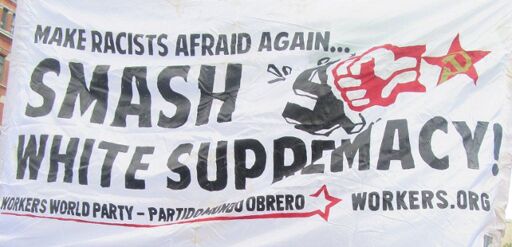 MAKE RACISTS AFRAID AGAIN...
SMASH
WHITE SUPREMACY!
WORKERS WORLD PARTY – PARTIDO MUNDO OBRERO WORKERS.ORG